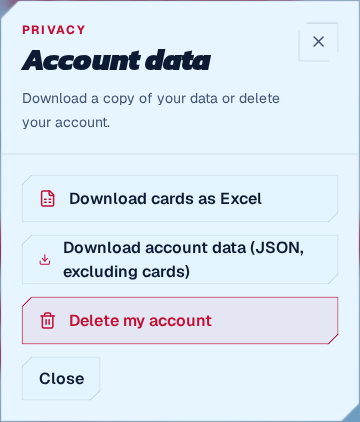 PRIVACY
Account data
Download a copy of your data or delete
your account.
Download cards as Excel
Download account data (JSON,
excluding cards)
Delete my account
Close